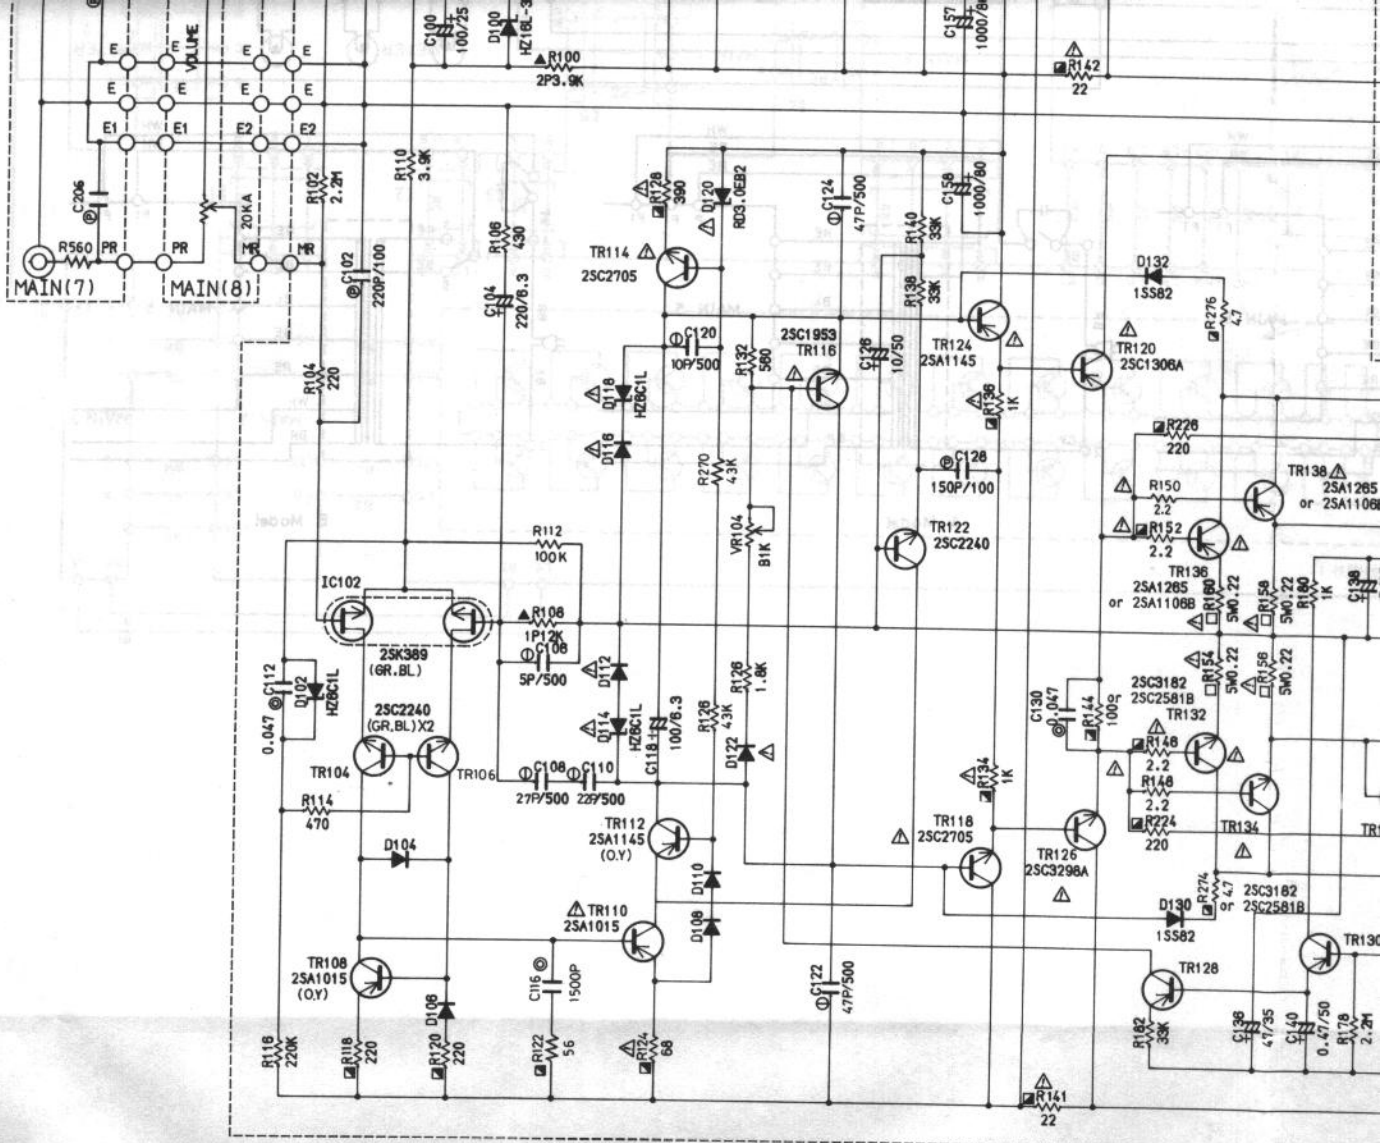 C100
100/25
D100
HZ16L-3
C157
▲R100
2P3.9K
R142
22
E
E
VOLUME
E
E
E
E
E
E
E1
E1
E2
E2
C206
R560
PR
PR
20KA
MR
MR
MAIN(7)
MAIN(8)
R102
2.2M
C102
220P/100
R110
3.9K
R106
430
C104
220/6.3
R104
220
R128
390
D120
RD3.0EB2
C124
47P/500
C158
1000/80
R140
33K
R138
33K
TR114
2SC2705
C120
10P/500
R132
560
2SC1953
TR116
C126
10/50
TR124
2SA1145
D132
1SS82
R276
4.7
TR120
2SC1306A
R136
1K
D118
HZ6C1L
D116
R270
43K
C128
150P/100
R226
220
R150
2.2
R152
2.2
TR138
2SA1265
or 2SA1106B
TR136
2SA1265
or 2SA1106B
VR104
B1K
TR122
2SC2240
R112
100K
IC102
2SK389
(GR.BL)
▲R108
1P12K
C106
5P/500
R160
5W0.22
R158
5W0.22
R180
1K
C138
R154
5W0.22
R156
5W0.22
C112
0.047
D102
HZ6C1L
2SC2240
(GR,BL)X2
TR104
TR106
D112
D114
HZ6C1L
C118
100/6.3
R126
43K
R126
1.8K
D122
C108
27P/500
C110
22P/500
C130
0.047
R144
100
2SC3182
or 2SC2581B
TR132
R146
2.2
R148
2.2
R224
220
TR134
R114
470
D104
TR112
2SA1145
(O.Y)
R134
1K
TR118
2SC2705
TR126
2SC3298A
D110
D108
TR110
2SA1015
R274
4.7
2SC3182
or 2SC2581B
D130
1SS82
TR108
2SA1015
(O.Y)
D106
C116
1500P
C122
47P/500
TR128
TR130
R116
220K
R118
220
R120
220
R122
56
R124
68
R182
33K
C136
47/35
C140
0.47/50
R178
2.2M
R141
22